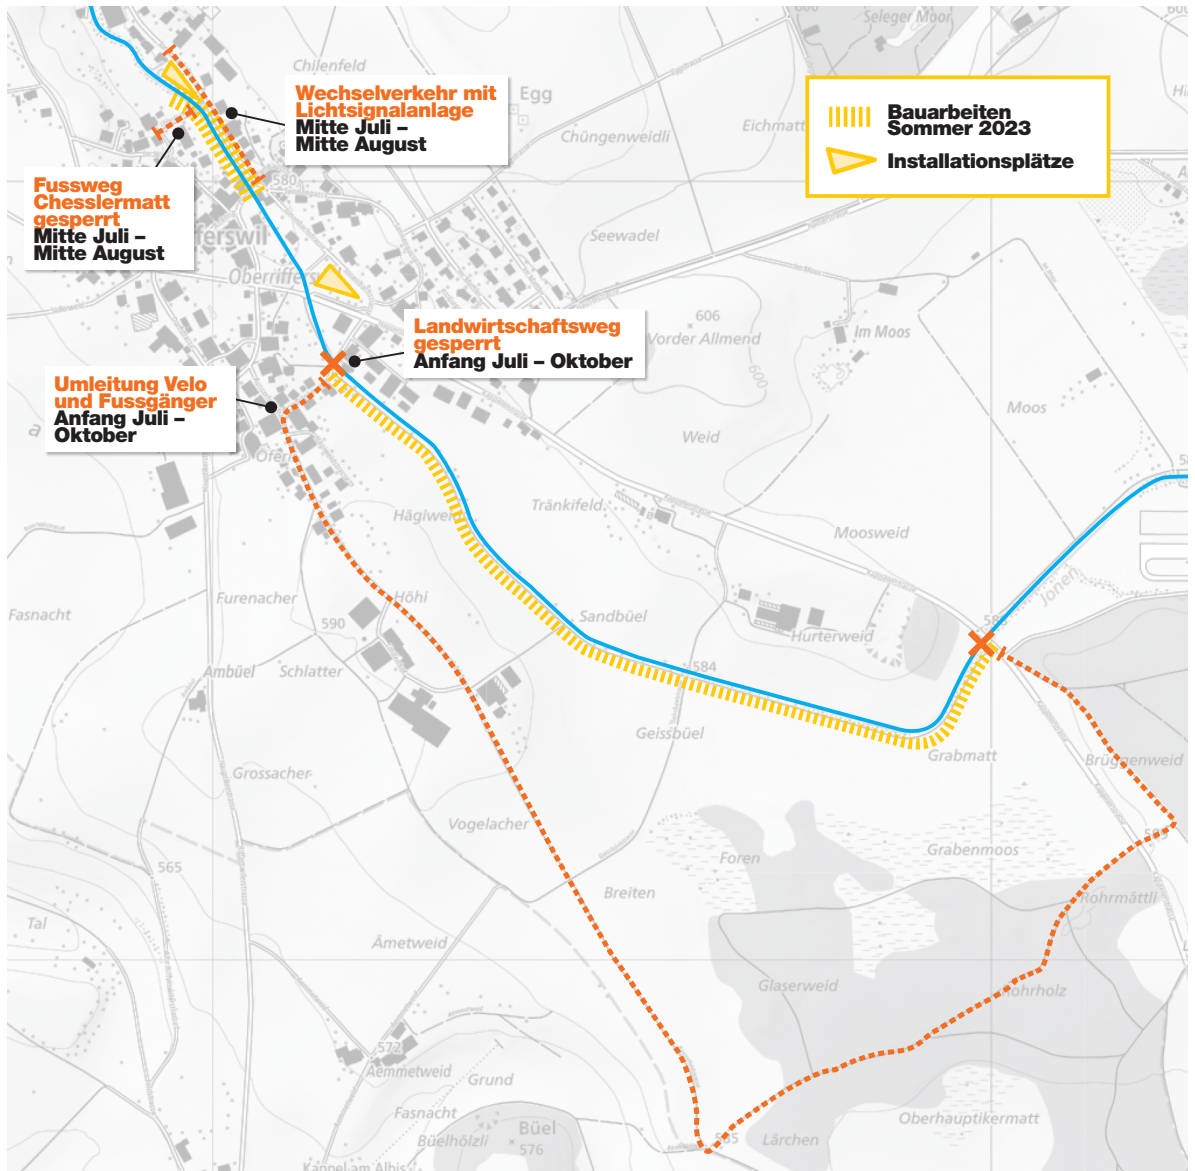 Seleger Moor
Chilenfeld
Egg
Chüngenweidli
Eichmatt
Wechselverkehr mit
Lichtsignalanlage
Mitte Juli –
Mitte August
Bauarbeiten
Sommer 2023
Installationsplätze
Fussweg
Chesslermatt
gesperrt
Mitte Juli –
Mitte August
580
Seewadel
606
Vorder Allmend
600
Im Moos
Landwirtschaftsweg
gesperrt
Anfang Juli – Oktober
Umleitung Velo
und Fussgänger
Anfang Juli –
Oktober
Moos
Weid
Tränkifeld
Moosweid
Jonen
Fasnacht
Furenacher
Höhi
590
Sandbüel
Hurterweid
584
Ambüel
Schlatter
Geissbüel
Grabmatt
Brüggenweid
Grossacher
Vogelacher
Foren
Grabenmoos
565
Breiten
Rohrmättli
Tal
Ämetweid
Glaserweid
Rohrholz
572
Aemmetweid
Grund
Fasnacht
Büelhölzli
Büel
576
Lärchen
Oberhauptikermatt
Kappel am Albis